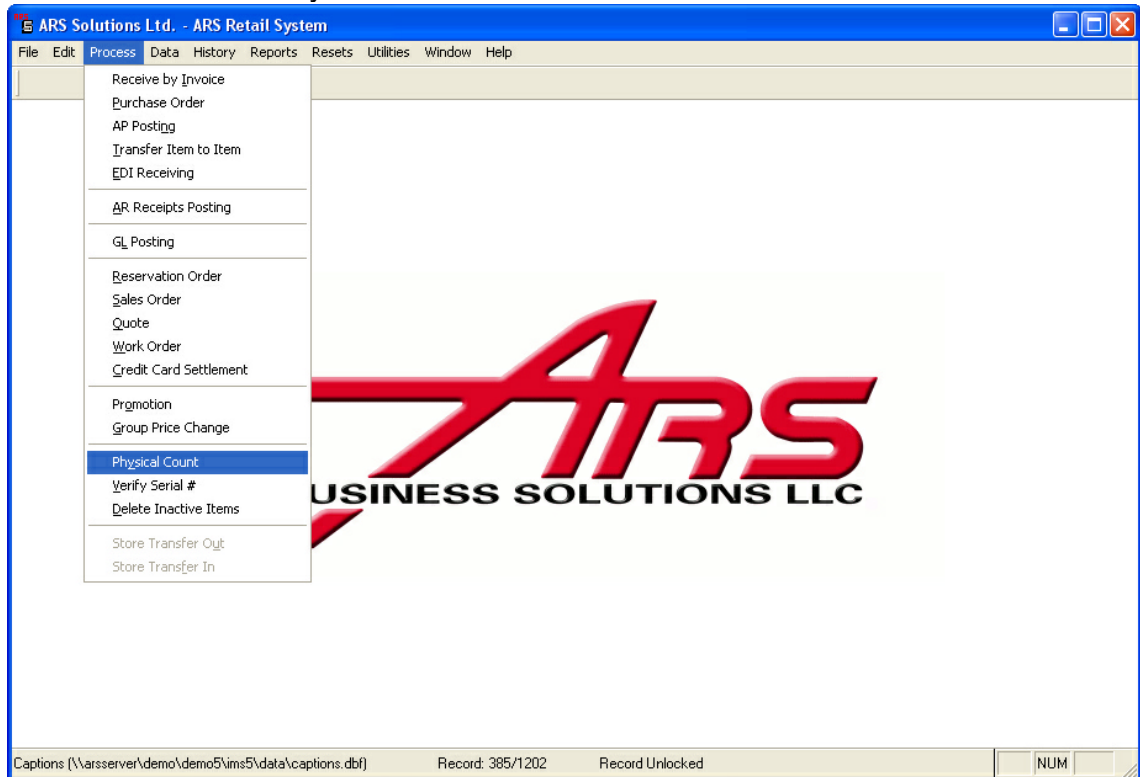 ARS Solutions Ltd. - ARS Retail System
File Edit Process Data History Reports Resets Utilities Window Help
Receive by Invoice
Purchase Order
AP Posting
Transfer Item to Item
EDI Receiving
AR Receipts Posting
GL Posting
Reservation Order
Sales Order
Quote
Work Order
Credit Card Settlement
Promotion
Group Price Change
Physical Count
Verify Serial #
Delete Inactive Items
Store Transfer Out
Store Transfer In
ARS
USINESS SOLUTIONS LLC
Captions (\\arsserver\demo\demo5\ims5\data\captions.dbf) Record: 385/1202 Record Unlocked NUM